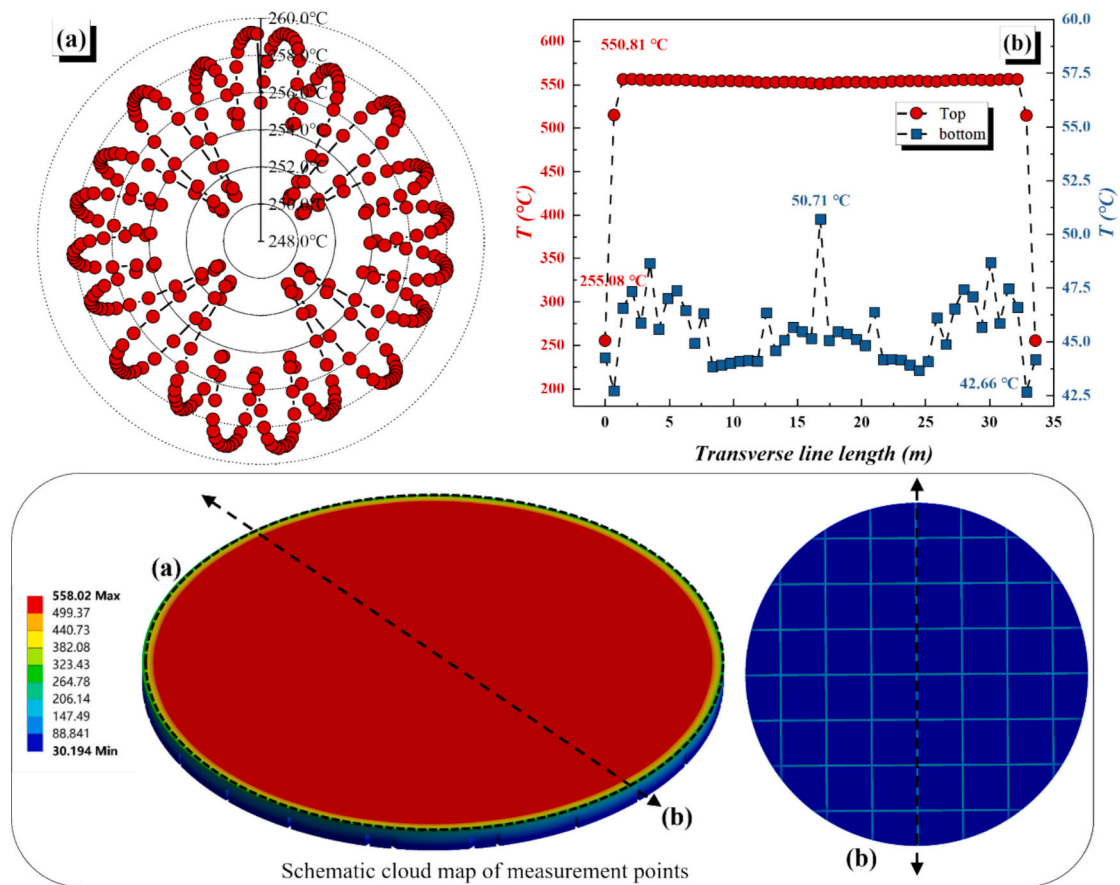 (a)
260.0°C
258.0°C
256.0°C
254.0°C
252.0°C
250.0°C
248.0°C
(b)
550.81 °C
600
550
500
450
400
350
300
250
200
T (°C)
255.08 °C
Top
bottom
50.71 °C
42.66 °C
60.0
57.5
55.0
52.5
50.0
47.5
45.0
42.5
T (°C)
0 5 10 15 20 25 30 35
Transverse line length (m)
(a)
558.02 Max
499.37
440.73
382.08
323.43
264.78
206.14
147.49
88.841
30.194 Min
(b)
(b)
Schematic cloud map of measurement points